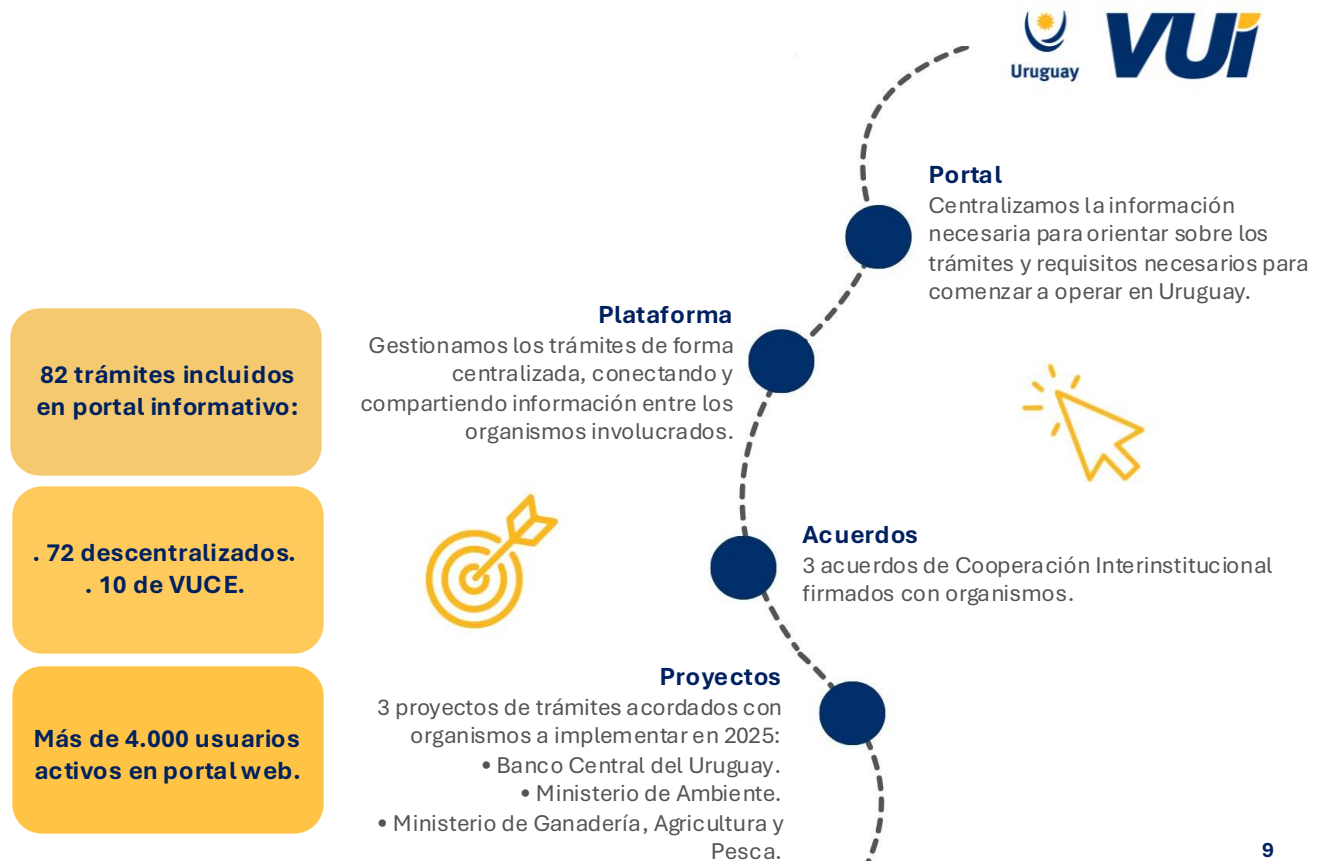 Uruguay
VUi
Portal
Centralizamos la información
necesaria para orientar sobre los
trámites y requisitos necesarios para
comenzar a operar en Uruguay.
Plataforma
Gestionamos los trámites de forma
centralizada, conectando y
compartiendo información entre los
organismos involucrados.
82 trámites incluidos
en portal informativo:
. 72 descentralizados.
. 10 de VUCE.
Más de 4.000 usuarios
activos en portal web.
Acuerdos
3 acuerdos de Cooperación Interinstitucional
firmados con organismos.
Proyectos
3 proyectos de trámites acordados con
organismos a implementar en 2025:
• Banco Central del Uruguay.
• Ministerio de Ambiente.
• Ministerio de Ganadería, Agricultura y
Pesca.
9